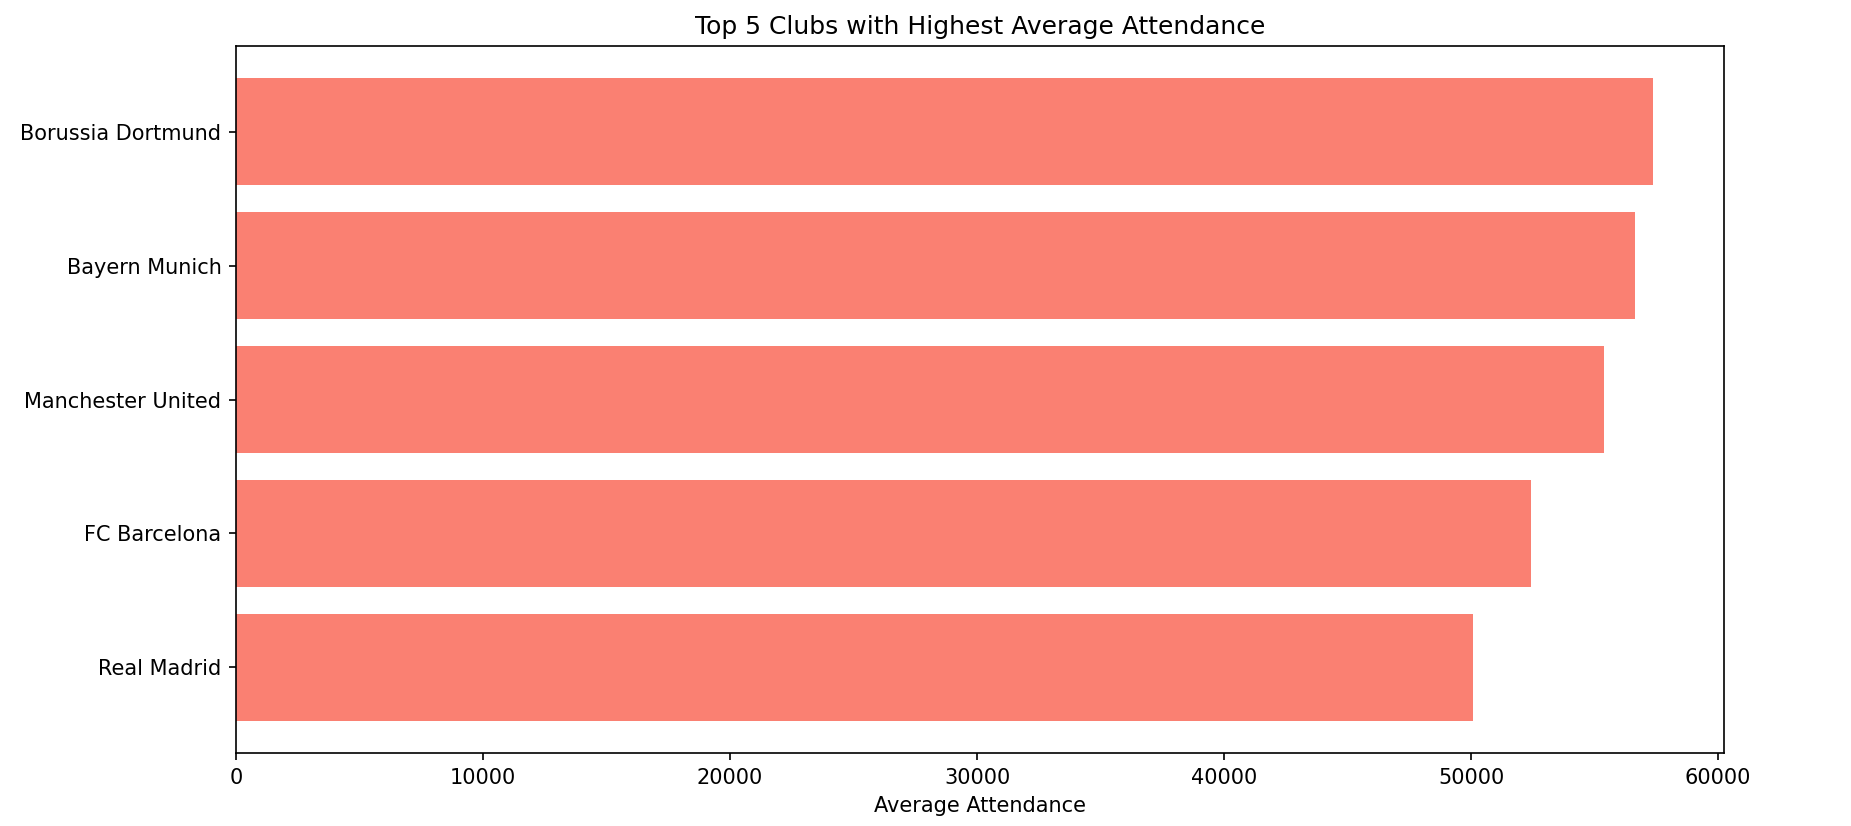 Top 5 Clubs with Highest Average Attendance
Borussia Dortmund
Bayern Munich
Manchester United
FC Barcelona
Real Madrid
0 10000 20000 30000 40000 50000 60000
Average Attendance